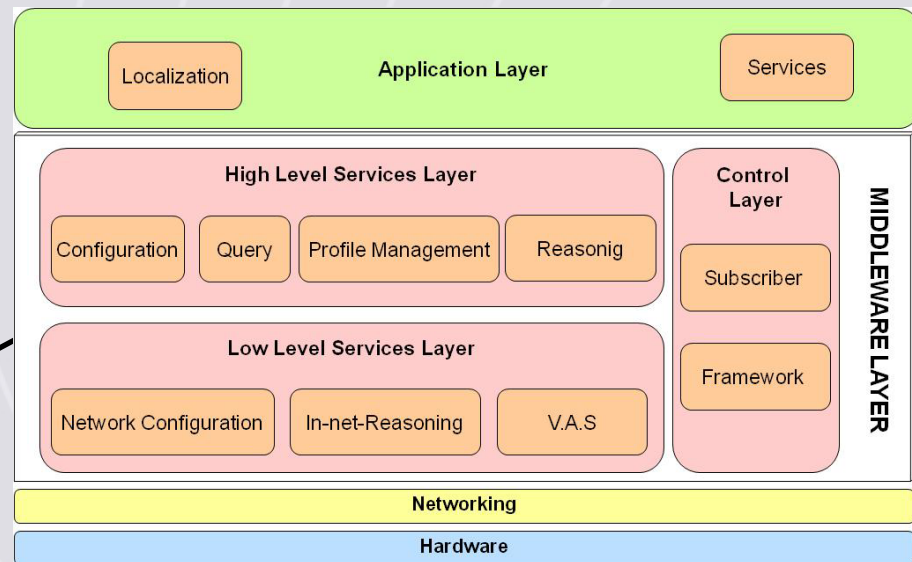 Localization
Application Layer
Services
High Level Services Layer
Configuration
Query
Profile Management
Reasonig
Control
Layer
Subscriber
Framework
MIDDLEWARE LAYER
Low Level Services Layer
Network Configuration
In-net-Reasoning
V.A.S
Networking
Hardware